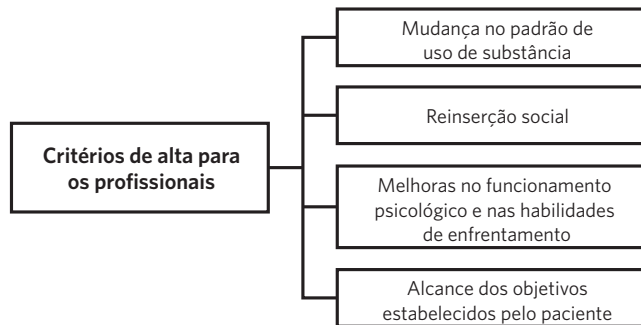 Critérios de alta para
os profissionais
Mudança no padrão de
uso de substância
Reinserção social
Melhoras no funcionamento
psicológico e nas habilidades
de enfrentamento
Alcance dos objetivos
estabelecidos pelo paciente